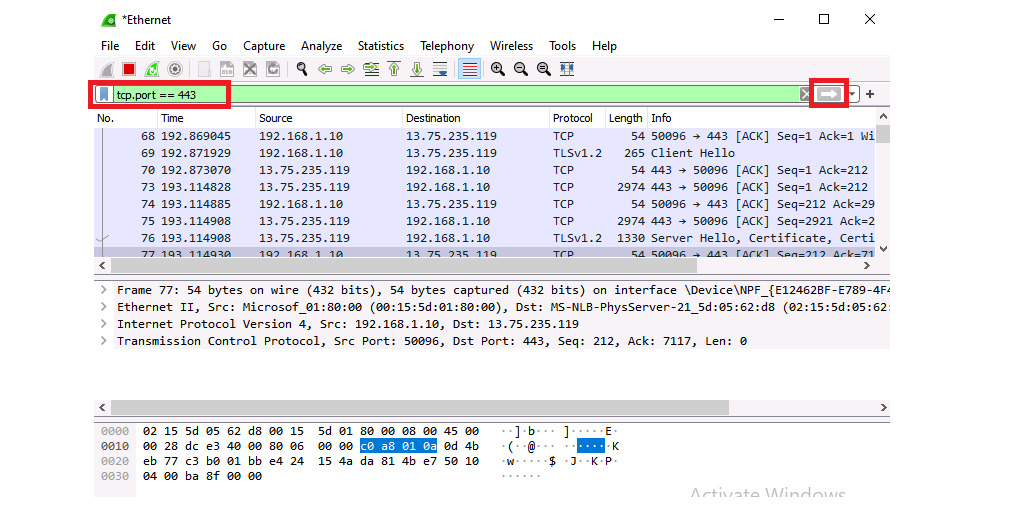 *Ethernet
File Edit View Go Capture Analyze Statistics Telephony Wireless Tools Help
tcp.port == 443
No. Time Source Destination Protocol Length Info
68 192.869045 192.168.1.10 13.75.235.119 TCP 54 50096 → 443 [ACK] Seq=1 Ack=1 Wi
69 192.871929 192.168.1.10 13.75.235.119 TLSv1.2 265 Client Hello
70 192.873070 13.75.235.119 192.168.1.10 TCP 54 443 → 50096 [ACK] Seq=1 Ack=212
73 193.114828 13.75.235.119 192.168.1.10 TCP 2974 443 → 50096 [ACK] Seq=1 Ack=212
74 193.114885 192.168.1.10 13.75.235.119 TCP 54 50096 → 443 [ACK] Seq=212 Ack=29
75 193.114908 13.75.235.119 192.168.1.10 TCP 2974 443 → 50096 [ACK] Seq=2921 Ack=2
76 193.114908 13.75.235.119 192.168.1.10 TLSv1.2 1330 Server Hello, Certificate, Certi
77 193.114930 192.168.1.10 13.75.235.119 TCP 54 50096 → 443 [ACK] Seq=212 Ack=71
Frame 77: 54 bytes on wire (432 bits), 54 bytes captured (432 bits) on interface \Device\NPF_{E12462BF-E789-4F4
Ethernet II, Src: Microsof_01:80:00 (00:15:5d:01:80:00), Dst: MS-NLB-PhysServer-21_5d:05:62:d8 (02:15:5d:05:62:
Internet Protocol Version 4, Src: 192.168.1.10, Dst: 13.75.235.119
Transmission Control Protocol, Src Port: 50096, Dst Port: 443, Seq: 212, Ack: 7117, Len: 0
0000 02 15 5d 05 62 d8 00 15 5d 01 80 00 08 00 45 00 ··]·b··· ]·····E·
0010 00 28 dc e3 40 00 80 06 00 00 c0 a8 01 0a 0d 4b ·(··@··· ·······K
0020 eb 77 c3 b0 01 bb e4 24 15 4a da 81 4b e7 50 10 ·w·····$ ·J··K·P·
0030 04 00 ba 8f 00 00 ······
Activate Windows